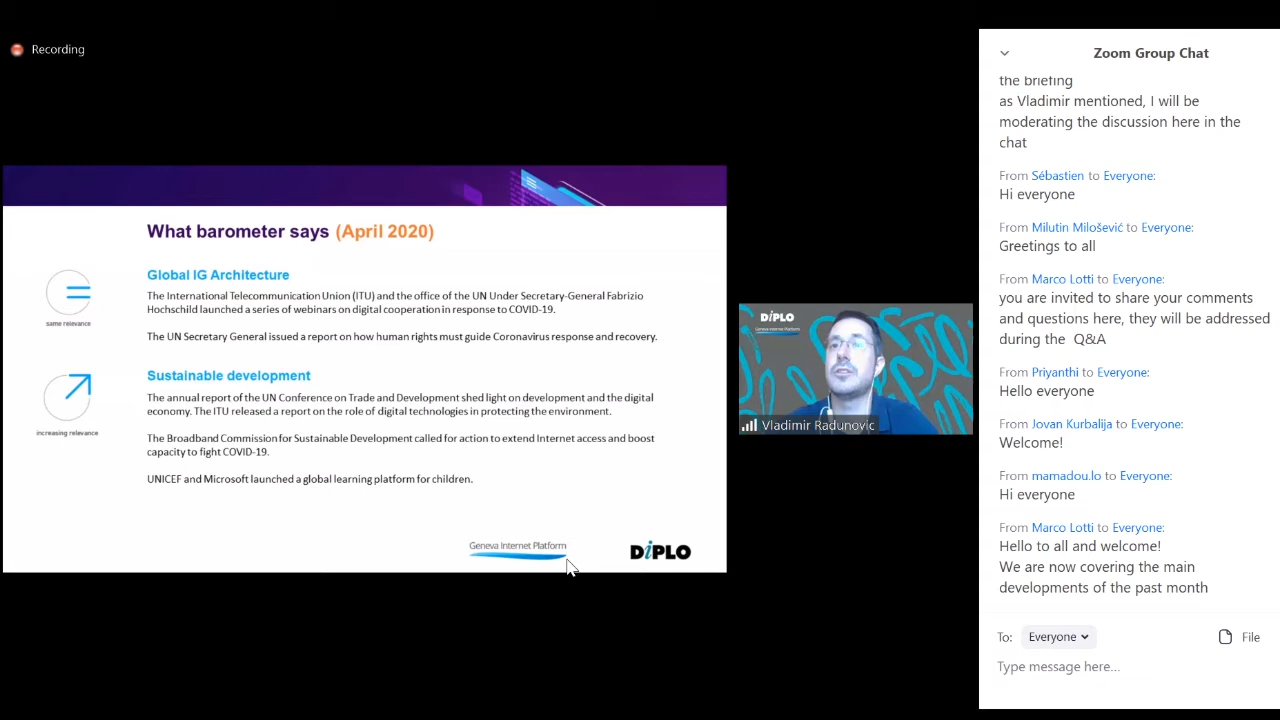 Recording
What barometer says (April 2020)
same relevance
Global IG Architecture
The International Telecommunication Union (ITU) and the office of the UN Under Secretary-General Fabrizio
Hochschild launched a series of webinars on digital cooperation in response to COVID-19.
The UN Secretary General issued a report on how human rights must guide Coronavirus response and recovery.
increasing relevance
Sustainable development
The annual report of the UN Conference on Trade and Development shed light on development and the digital
economy. The ITU released a report on the role of digital technologies in protecting the environment.
The Broadband Commission for Sustainable Development called for action to extend Internet access and boost
capacity to fight COVID-19.
UNICEF and Microsoft launched a global learning platform for children.
Geneva Internet Platform
DiPLO
DiPLO
Geneva Internet Platform
Vladimir Radunovic
Zoom Group Chat
the briefing
as Vladimir mentioned, I will be
moderating the discussion here in the
chat
From Sébastien to Everyone:
Hi everyone
From Milutin Milošević to Everyone:
Greetings to all
From Marco Lotti to Everyone:
you are invited to share your comments
and questions here, they will be addressed
during the Q&A
From Priyanthi to Everyone:
Hello everyone
From Jovan Kurbalija to Everyone:
Welcome!
From mamadou.lo to Everyone:
Hi everyone
From Marco Lotti to Everyone:
Hello to all and welcome!
We are now covering the main
developments of the past month
To: Everyone File
Type message here...